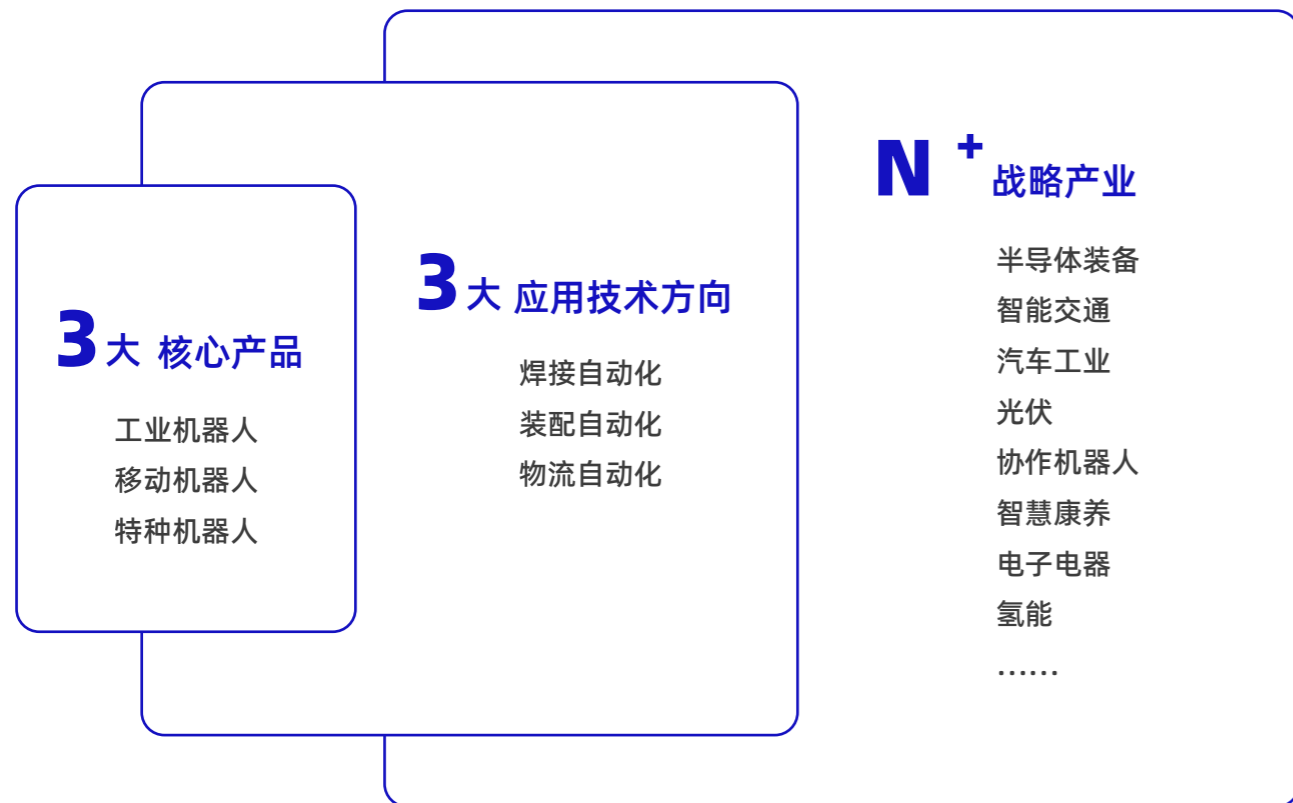 3大 核心产品
工业机器人
移动机器人
特种机器人
3大 应用技术方向
焊接自动化
装配自动化
物流自动化
N+ 战略产业
半导体装备
智能交通
汽车工业
光伏
协作机器人
智慧康养
电子电器
氢能
……